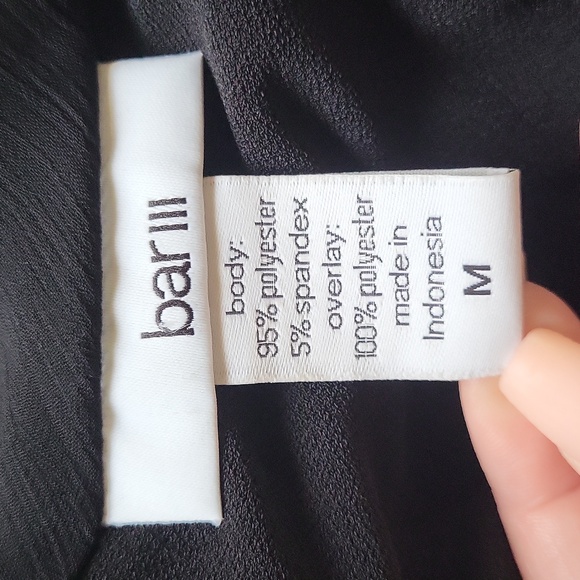 bar III
body:
95% polyester
5% spandex
overlay:
100% polyester
made in
Indonesia
M